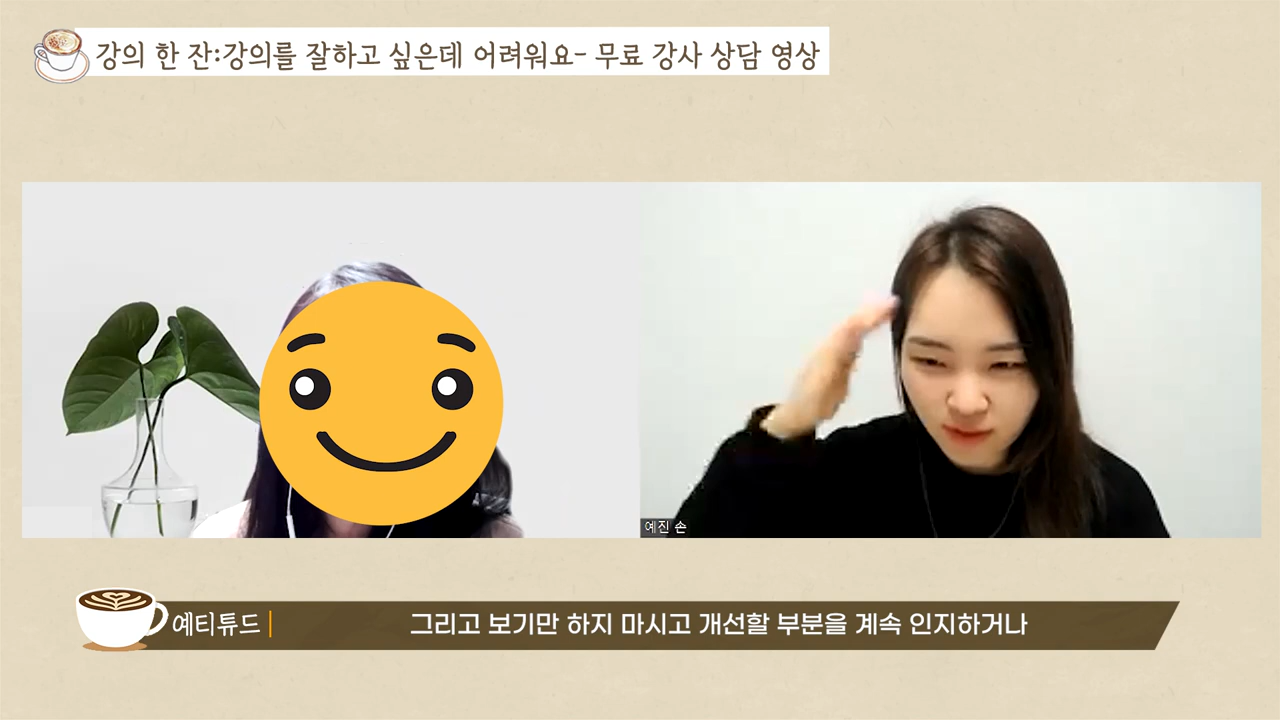 강의 한 잔:강의를 잘하고 싶은데 어려워요- 무료 강사 상담 영상
예진 손
예티튜드
그리고 보기만 하지 마시고 개선할 부분을 계속 인지하거나